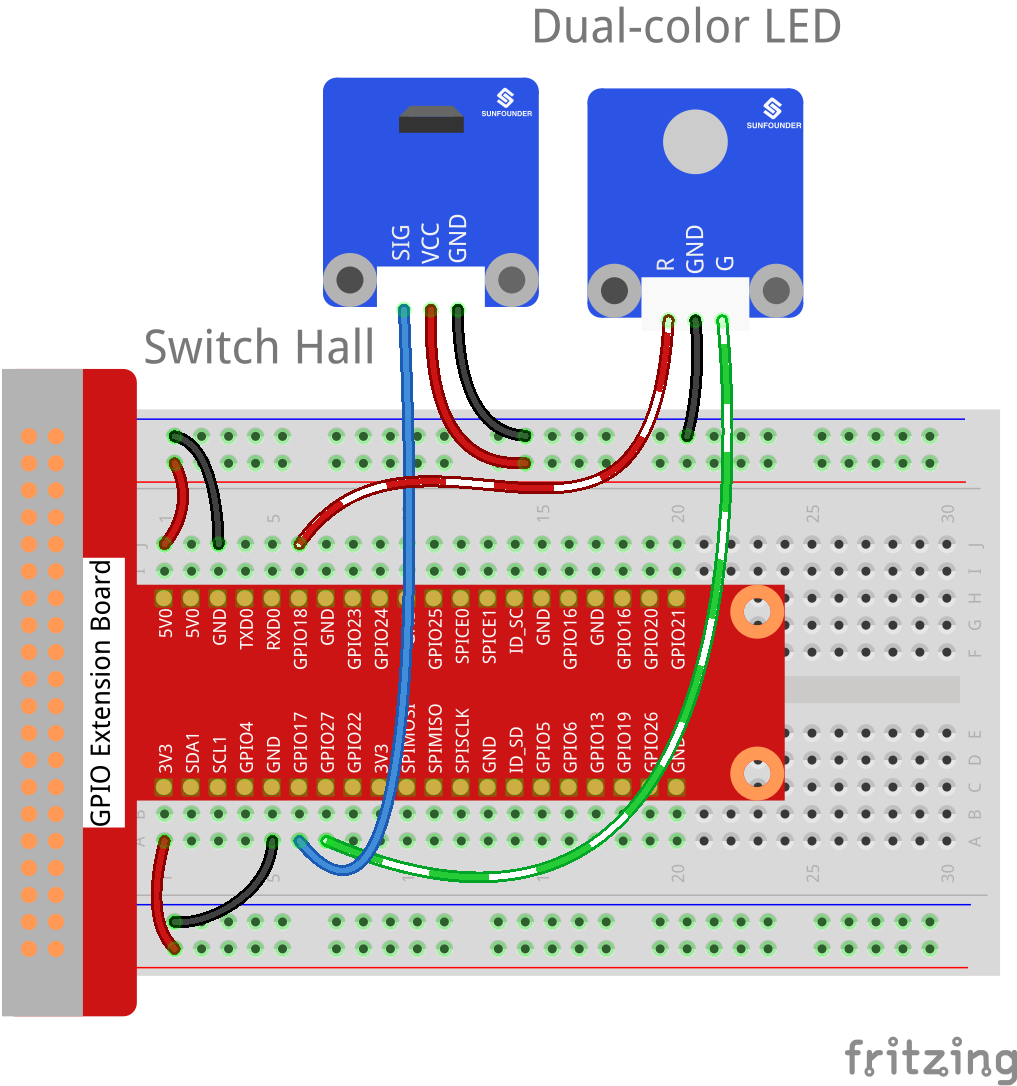 Dual-color LED
SUNFOUNDER
SUNFOUNDER
SIG
VCC
GND
R
GND
G
Switch Hall
1
5
15
20
25
30
J
J
I
I
H
G
F
5V0
5V0
GND
TXD0
RXD0
GPIO18
GND
GPIO23
GPIO24
GPIO25
SPICE0
SPICE1
ID_SC
GND
GPIO16
GND
GPIO16
GPIO20
GPIO21
GPIO Extension Board
3V3
SDA1
SCL1
GPIO4
GND
GPIO17
GPIO27
GPIO22
3V3
SPIMOSI
SPIMISO
SPISCLK
GND
ID_SD
GPIO5
GPIO6
GPIO13
GPIO19
GPIO26
GND
E
D
C
B
B
A
A
1
5
15
20
25
30
fritzing